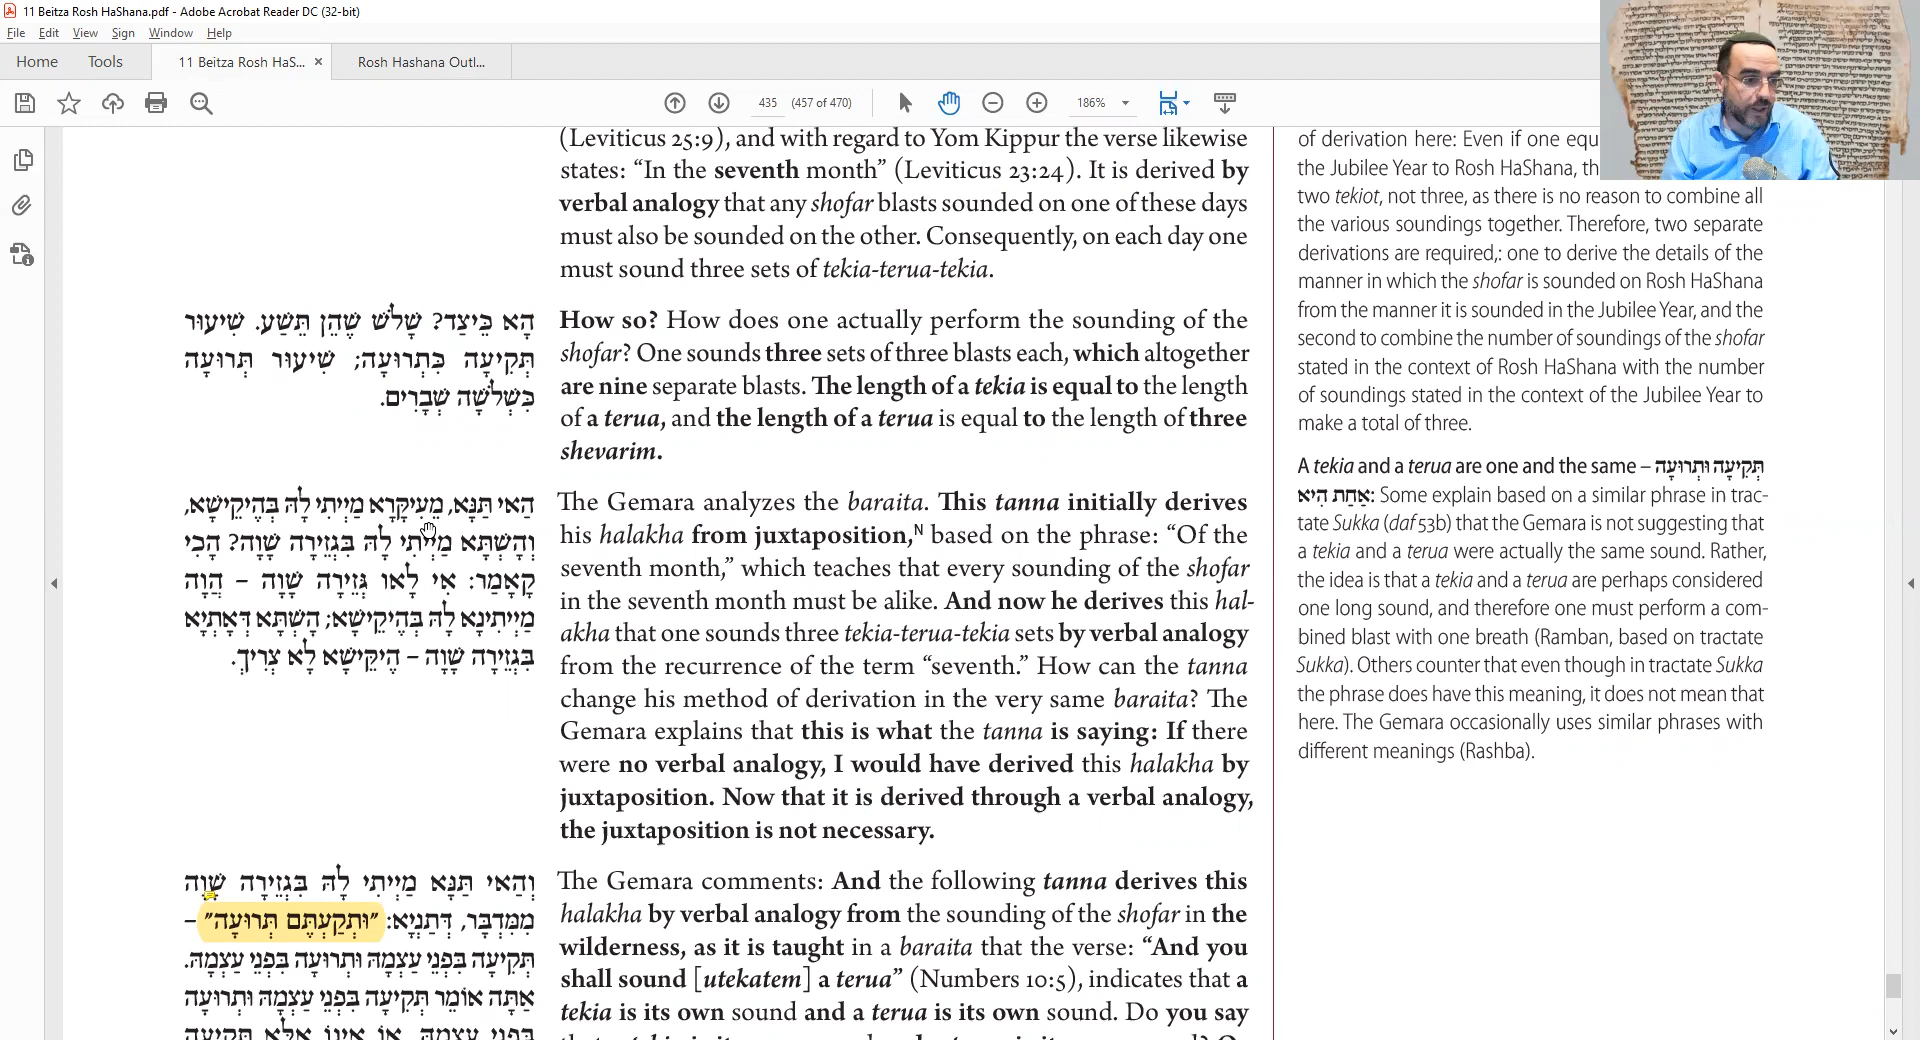 11 Beitza Rosh HaShana.pdf - Adobe Acrobat Reader DC (32-bit)
File Edit View Sign Window Help
Home Tools 11 Beitza Rosh HaS... × Rosh Hashana Outl...
435 (457 of 470) 186%
(Leviticus 25:9), and with regard to Yom Kippur the verse likewise
states: “In the seventh month” (Leviticus 23:24). It is derived by
verbal analogy that any shofar blasts sounded on one of these days
must also be sounded on the other. Consequently, on each day one
must sound three sets of tekia-terua-tekia.
הָא כֵּיצַד? שָׁלֹשׁ שֶׁהֵן תֵּשַׁע. שִׁיעוּר
תְּקִיעָה כִּתְרוּעָה; שִׁיעוּר תְּרוּעָה
כִּשְׁלֹשָׁה שְׁבָרִים.
How so? How does one actually perform the sounding of the
shofar? One sounds three sets of three blasts each, which altogether
are nine separate blasts. The length of a tekia is equal to the length
of a terua, and the length of a terua is equal to the length of three
shevarim.
הַאי תַּנָּא, מֵעִיקָּרָא מַיְיתֵי לָהּ בְּהֶיקֵּישָׁא,
וְהָשְׁתָּא מַיְיתֵי לָהּ בִּגְזֵירָה שָׁוָה? הָכִי
קָאָמַר: אִי לָאו גְּזֵירָה שָׁוָה – הֲוָה
מַיְיתֵינָא לָהּ בְּהֶיקֵּישָׁא; הָשְׁתָּא דְּאָתְיָא
בִּגְזֵירָה שָׁוָה – הֶיקֵּישָׁא לָא צְרִיךְ.
The Gemara analyzes the baraita. This tanna initially derives
his halakha from juxtaposition,ᴺ based on the phrase: “Of the
seventh month,” which teaches that every sounding of the shofar
in the seventh month must be alike. And now he derives this hal-
akha that one sounds three tekia-terua-tekia sets by verbal analogy
from the recurrence of the term “seventh.” How can the tanna
change his method of derivation in the very same baraita? The
Gemara explains that this is what the tanna is saying: If there
were no verbal analogy, I would have derived this halakha by
juxtaposition. Now that it is derived through a verbal analogy,
the juxtaposition is not necessary.
וְהַאי תַּנָּא מַיְיתֵי לָהּ בִּגְזֵירָה שָׁוָה
מִמִּדְבָּר, דְּתַנְיָא: ״וּתְקַעְתֶּם תְּרוּעָה״ –
תְּקִיעָה בִּפְנֵי עַצְמָהּ וּתְרוּעָה בִּפְנֵי עַצְמָהּ.
אַתָּה אוֹמֵר תְּקִיעָה בִּפְנֵי עַצְמָהּ וּתְרוּעָה
בִּפְנֵי עַצְמָהּ, אוֹ אֵינוֹ אֶלָּא תְּקִיעָה
The Gemara comments: And the following tanna derives this
halakha by verbal analogy from the sounding of the shofar in the
wilderness, as it is taught in a baraita that the verse: “And you
shall sound [utekatem] a terua” (Numbers 10:5), indicates that a
tekia is its own sound and a terua is its own sound. Do you say
of derivation here: Even if one equ
the Jubilee Year to Rosh HaShana, th
two tekiot, not three, as there is no reason to combine all
the various soundings together. Therefore, two separate
derivations are required,: one to derive the details of the
manner in which the shofar is sounded on Rosh HaShana
from the manner it is sounded in the Jubilee Year, and the
second to combine the number of soundings of the shofar
stated in the context of Rosh HaShana with the number
of soundings stated in the context of the Jubilee Year to
make a total of three.
A tekia and a terua are one and the same – תְּקִיעָה וּתְרוּעָה
אַחַת הִיא: Some explain based on a similar phrase in trac-
tate Sukka (daf 53b) that the Gemara is not suggesting that
a tekia and a terua were actually the same sound. Rather,
the idea is that a tekia and a terua are perhaps considered
one long sound, and therefore one must perform a com-
bined blast with one breath (Ramban, based on tractate
Sukka). Others counter that even though in tractate Sukka
the phrase does have this meaning, it does not mean that
here. The Gemara occasionally uses similar phrases with
different meanings (Rashba).